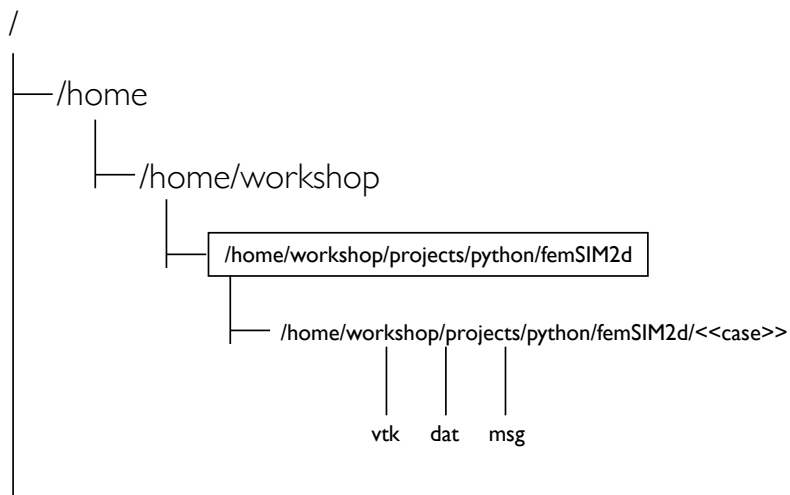 /
/home
/home/workshop
/home/workshop/projects/python/femSIM2d
/home/workshop/projects/python/femSIM2d/<<case>>
vtk dat msg